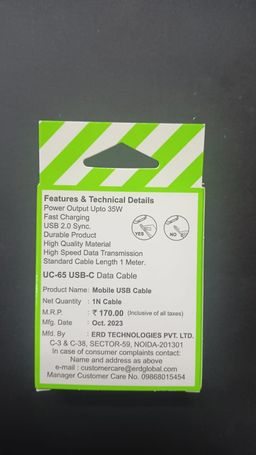 Features & Technical Details
Power Output Upto 35W
Fast Charging
USB 2.0 Sync.
Durable Product
High Quality Material
High Speed Data Transmission
Standard Cable Length 1 Meter.
YES
NO
UC-65 USB-C Data Cable
Product Name: Mobile USB Cable
Net Quantity : 1N Cable
M.R.P. : ₹ 170.00 (Inclusive of all taxes)
Mfg. Date : Oct. 2023
Mfd. By : ERD TECHNOLOGIES PVT. LTD.
C-3 & C-38, SECTOR-59, NOIDA-201301
In case of consumer complaints contact:
Name and address as above
e-mail : customercare@erdglobal.com
Manager Customer Care No. 09868015454